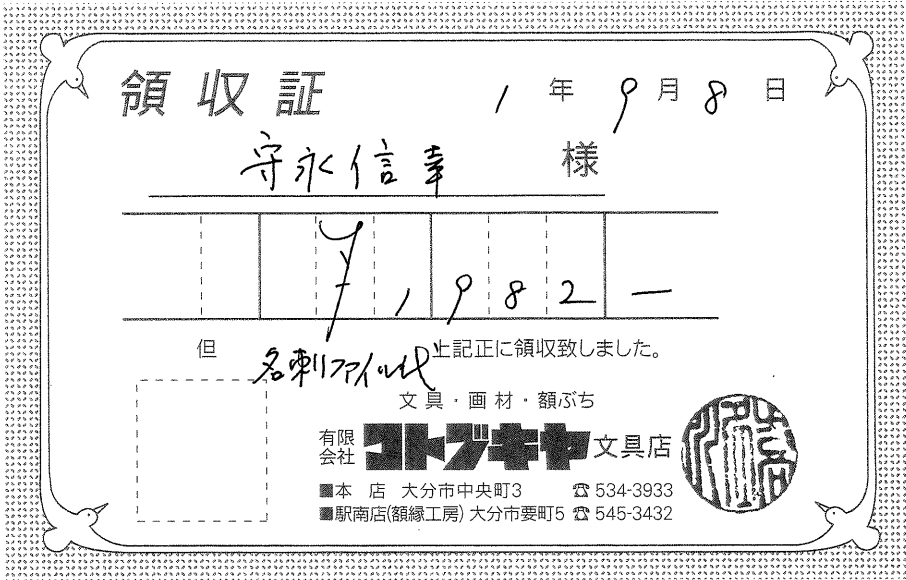 領収証 1年9月8日
守永信幸 様
¥1982-
但 名刺ファイル代 上記正に領収致しました。
文具・画材・額ぶち
有限会社 コトブキヤ文具店
■本 店 大分市中央町3 ☎534-3933
■駅南店(額縁工房) 大分市要町5 ☎545-3432